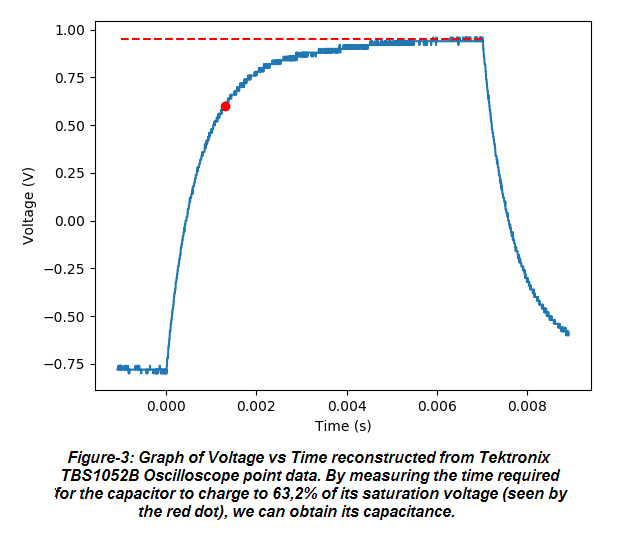 1.00
0.75
0.50
0.25
0.00
−0.25
−0.50
−0.75
Voltage (V)
0.000 0.002 0.004 0.006 0.008
Time (s)
Figure-3: Graph of Voltage vs Time reconstructed from Tektronix
TBS1052B Oscilloscope point data. By measuring the time required
for the capacitor to charge to 63,2% of its saturation voltage (seen by
the red dot), we can obtain its capacitance.